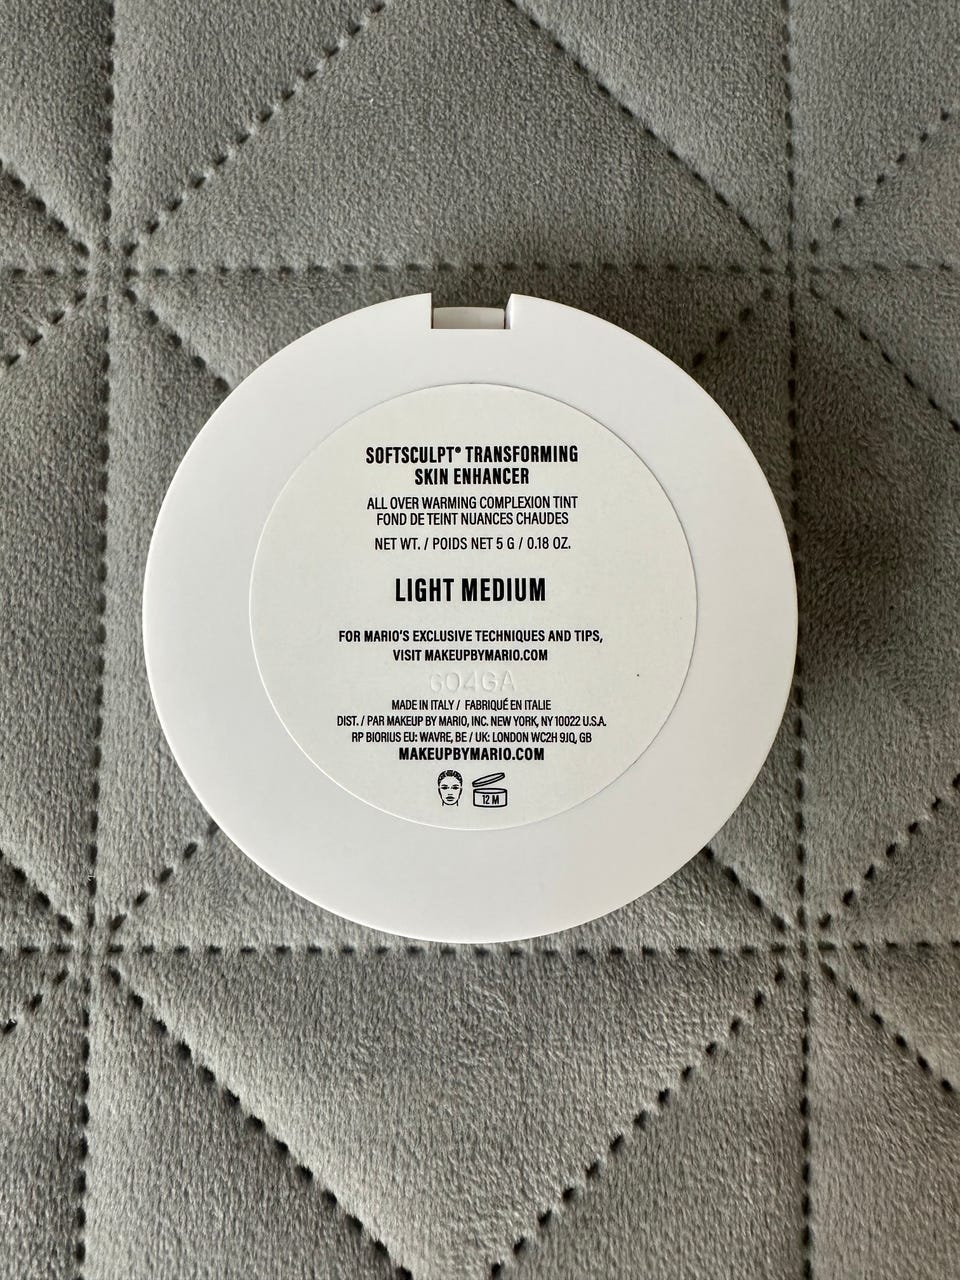 SOFTSCULPT® TRANSFORMING
SKIN ENHANCER
ALL OVER WARMING COMPLEXION TINT
FOND DE TEINT NUANCES CHAUDES
NET WT. / POIDS NET 5 G / 0.18 OZ.
LIGHT MEDIUM
FOR MARIO'S EXCLUSIVE TECHNIQUES AND TIPS,
VISIT MAKEUPBYMARIO.COM
MADE IN ITALY / FABRIQUÉ EN ITALIE
DIST. / PAR MAKEUP BY MARIO, INC. NEW YORK, NY 10022 U.S.A.
RP BIORIUS EU: WAVRE, BE / UK: LONDON WC2H 9JQ, GB
MAKEUPBYMARIO.COM
12 M